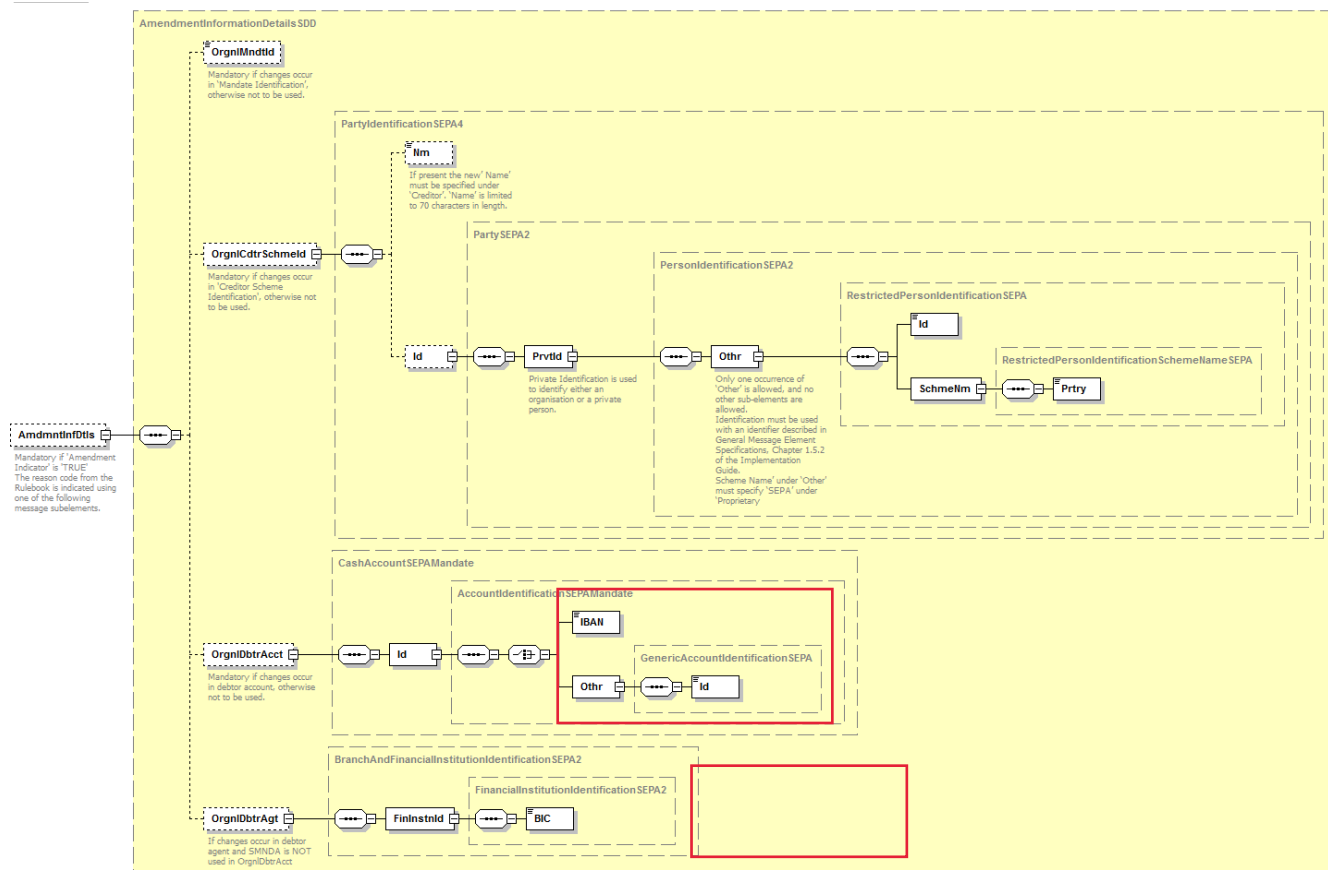 AmendmentInformationDetailsSDD
OrgnlMndtId
Mandatory if changes occur
in 'Mandate Identification',
otherwise not to be used.
PartyIdentificationSEPA4
Nm
If present the new' Name'
must be specified under
'Creditor'. 'Name' is limited
to 70 characters in length.
PartySEPA2
OrgnlCdtrSchmeId
Mandatory if changes occur
in 'Creditor Scheme
Identification', otherwise not
to be used.
PersonIdentificationSEPA2
RestrictedPersonIdentificationSEPA
Id
Id
PrvtId
Private Identification is used
to identify either an
organisation or a private
person.
Othr
Only one occurrence of
'Other' is allowed, and no
other sub-elements are
allowed.
Identification must be used
with an identifier described in
General Message Element
Specifications, Chapter 1.5.2
of the Implementation
Guide.
Scheme Name' under 'Other'
must specify 'SEPA' under
'Proprietary
RestrictedPersonIdentificationSchemeNameSEPA
SchmeNm
Prtry
AmdmntInfDtls
Mandatory if 'Amendment
Indicator' is 'TRUE'
The reason code from the
Rulebook is indicated using
one of the following
message subelements.
CashAccountSEPAMandate
AccountIdentificationSEPAMandate
IBAN
OrgnlDbtrAcct
Mandatory if changes occur
in debtor account, otherwise
not to be used.
Id
GenericAccountIdentificationSEPA
Othr
Id
BranchAndFinancialInstitutionIdentificationSEPA2
FinancialInstitutionIdentificationSEPA2
OrgnlDbtrAgt
If changes occur in debtor
agent and SMNDA is NOT
used in OrgnlDbtrAcct
FinInstnId
BIC